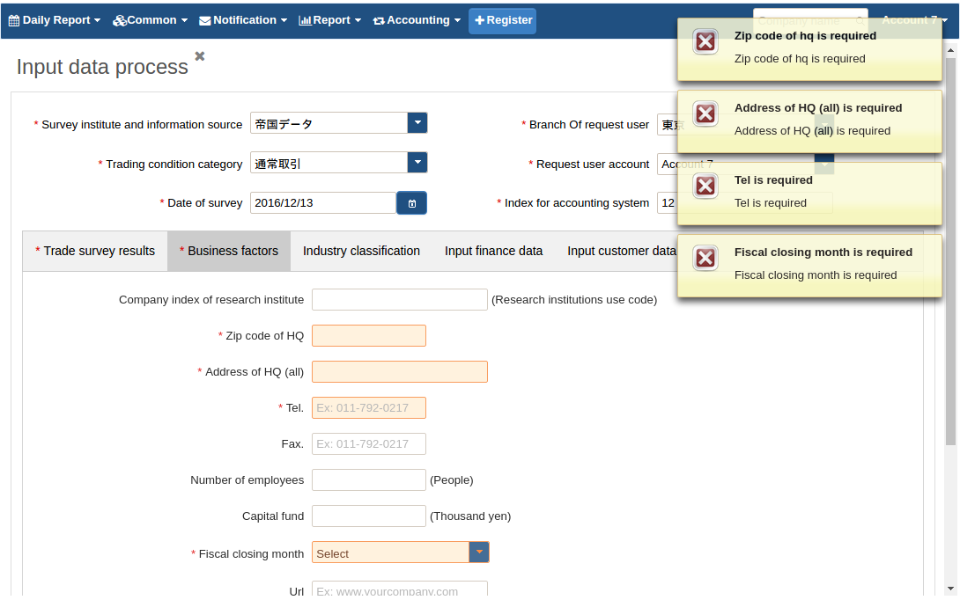 Daily Report Common Notification Report Accounting + Register Company name Account 7
Input data process
* Survey institute and information source 帝国データ * Branch Of request user 東京
* Trading condition category 通常取引 * Request user account Account 7
* Date of survey 2016/12/13 * Index for accounting system 12
* Trade survey results * Business factors Industry classification Input finance data Input customer data
Company index of research institute (Research institutions use code)
* Zip code of HQ
* Address of HQ (all)
* Tel. Ex: 011-792-0217
Fax. Ex: 011-792-0217
Number of employees (People)
Capital fund (Thousand yen)
* Fiscal closing month Select
Url Ex: www.yourcompany.com
Zip code of hq is required
Zip code of hq is required
Address of HQ (all) is required
Address of HQ (all) is required
Tel is required
Tel is required
Fiscal closing month is required
Fiscal closing month is required